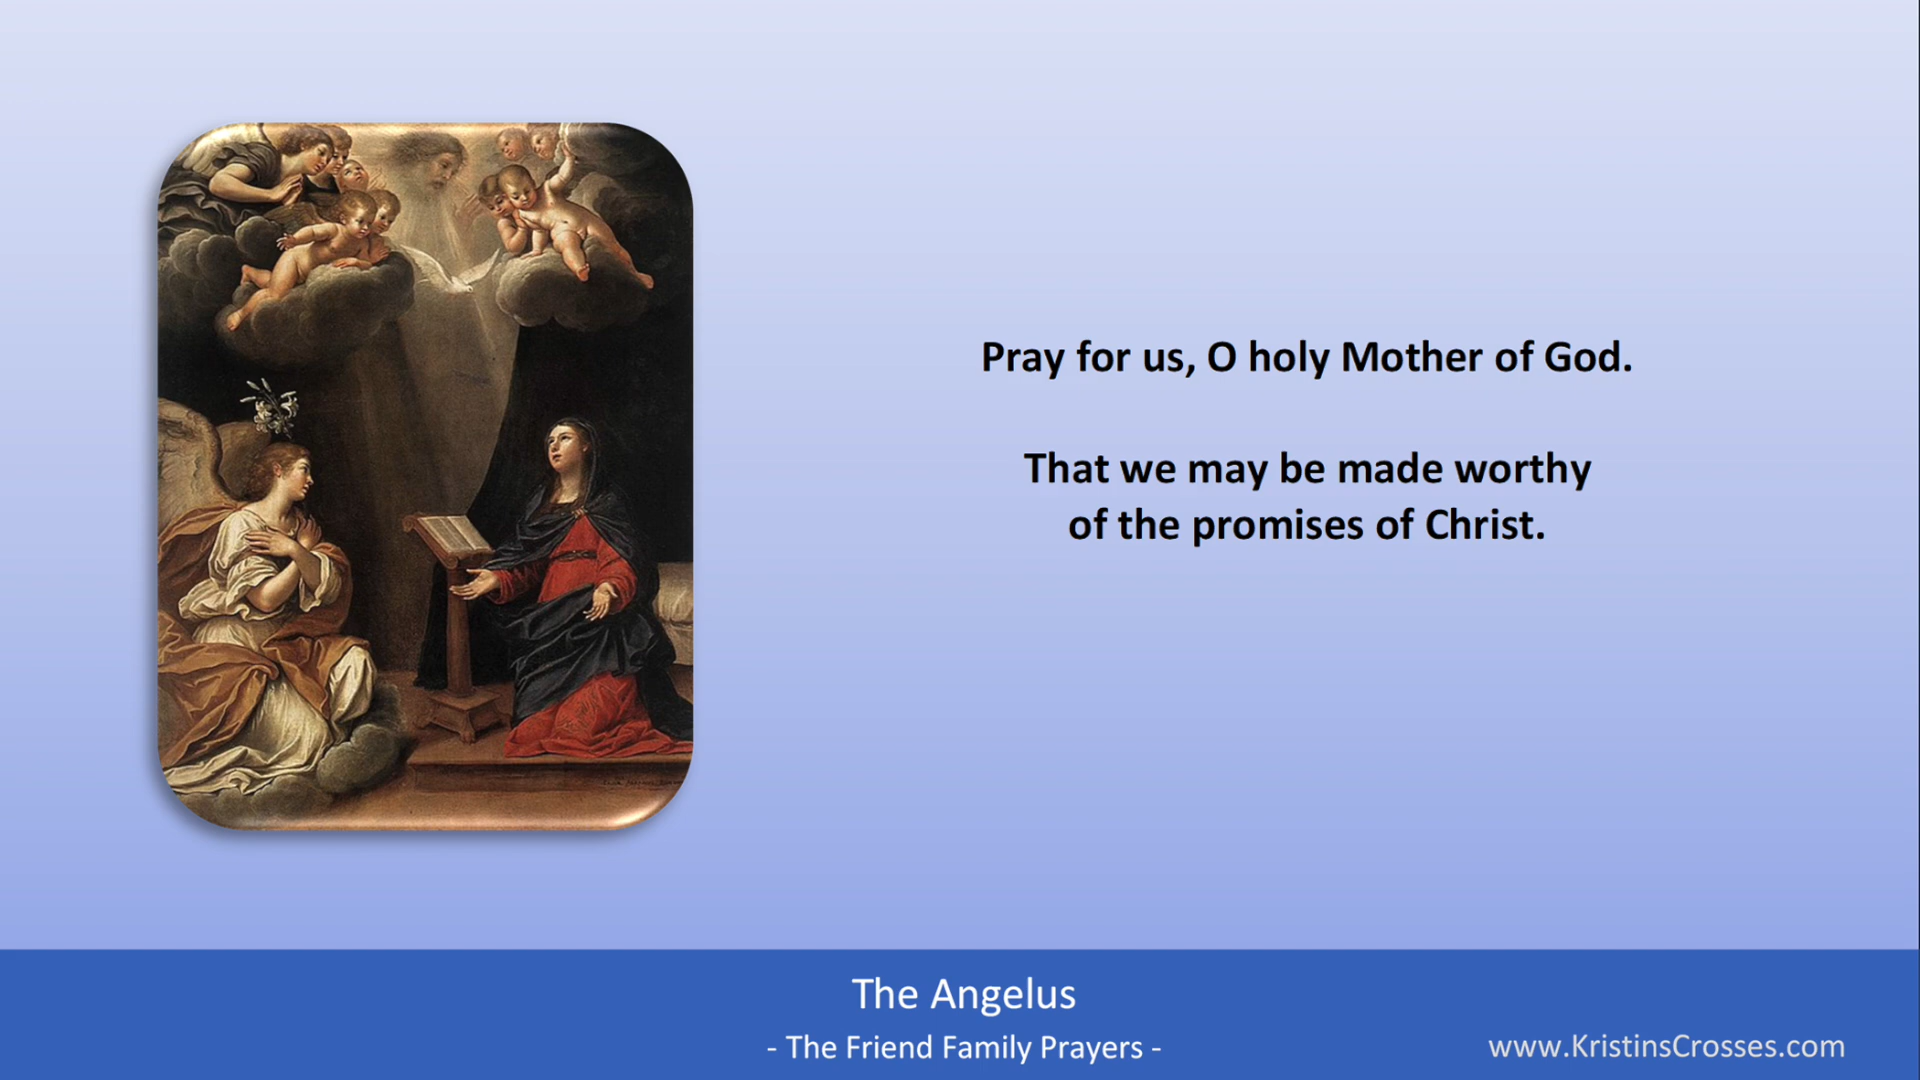 Pray for us, O holy Mother of God.
That we may be made worthy
of the promises of Christ.
The Angelus
- The Friend Family Prayers -
www.KristinsCrosses.com